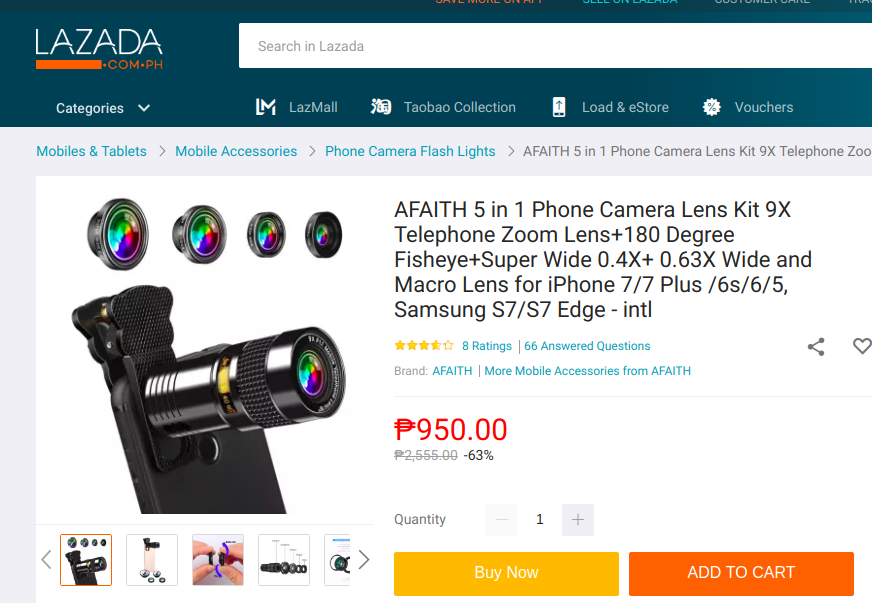 SAVE MORE ON APP SELL ON LAZADA CUSTOMER CARE
LAZADA
.COM.PH
Search in Lazada
Categories LazMall Taobao Collection Load & eStore Vouchers
Mobiles & Tablets > Mobile Accessories > Phone Camera Flash Lights > AFAITH 5 in 1 Phone Camera Lens Kit 9X Telephone Zoo
AFAITH 5 in 1 Phone Camera Lens Kit 9X
Telephone Zoom Lens+180 Degree
Fisheye+Super Wide 0.4X+ 0.63X Wide and
Macro Lens for iPhone 7/7 Plus /6s/6/5,
Samsung S7/S7 Edge - intl
8 Ratings | 66 Answered Questions
Brand: AFAITH | More Mobile Accessories from AFAITH
₱950.00
₱2,555.00 -63%
Quantity 1
Buy Now ADD TO CART